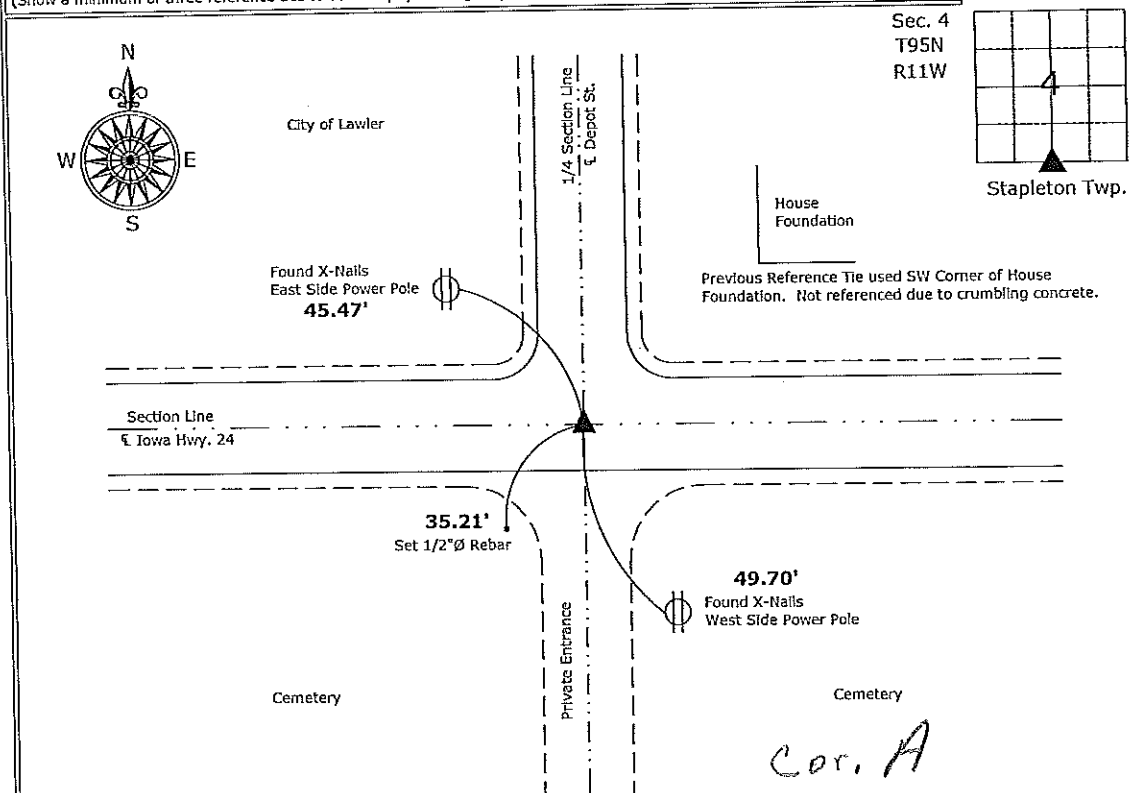 Sec. 4
T95N
R11W
4
Stapleton Twp.
N
W
E
S
City of Lawler
1/4 Section Line
℄ Depot St.
House
Foundation
Previous Reference Tie used SW Corner of House
Foundation. Not referenced due to crumbling concrete.
Found X-Nails
East Side Power Pole
45.47'
Section Line
℄ Iowa Hwy. 24
35.21'
Set 1/2"Ø Rebar
49.70'
Found X-Nails
West Side Power Pole
Private Entrance
Cemetery
Cemetery
Cor. A